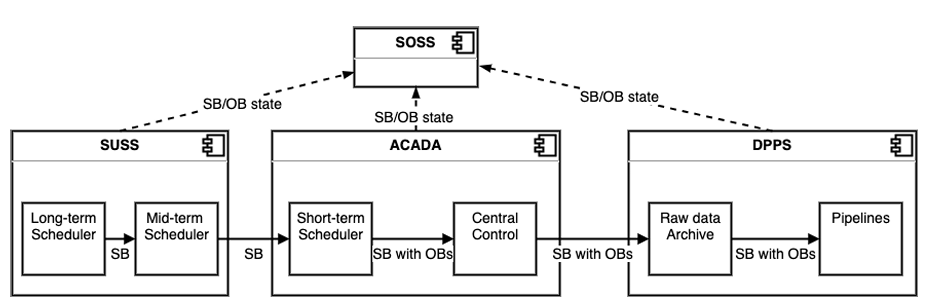 SOSS
SB/OB state
SB/OB state
SB/OB state
SUSS
ACADA
DPPS
Long-term
Scheduler
Mid-term
Scheduler
Short-term
Scheduler
Central
Control
Raw data
Archive
Pipelines
SB
SB
SB with OBs
SB with OBs
SB with OBs